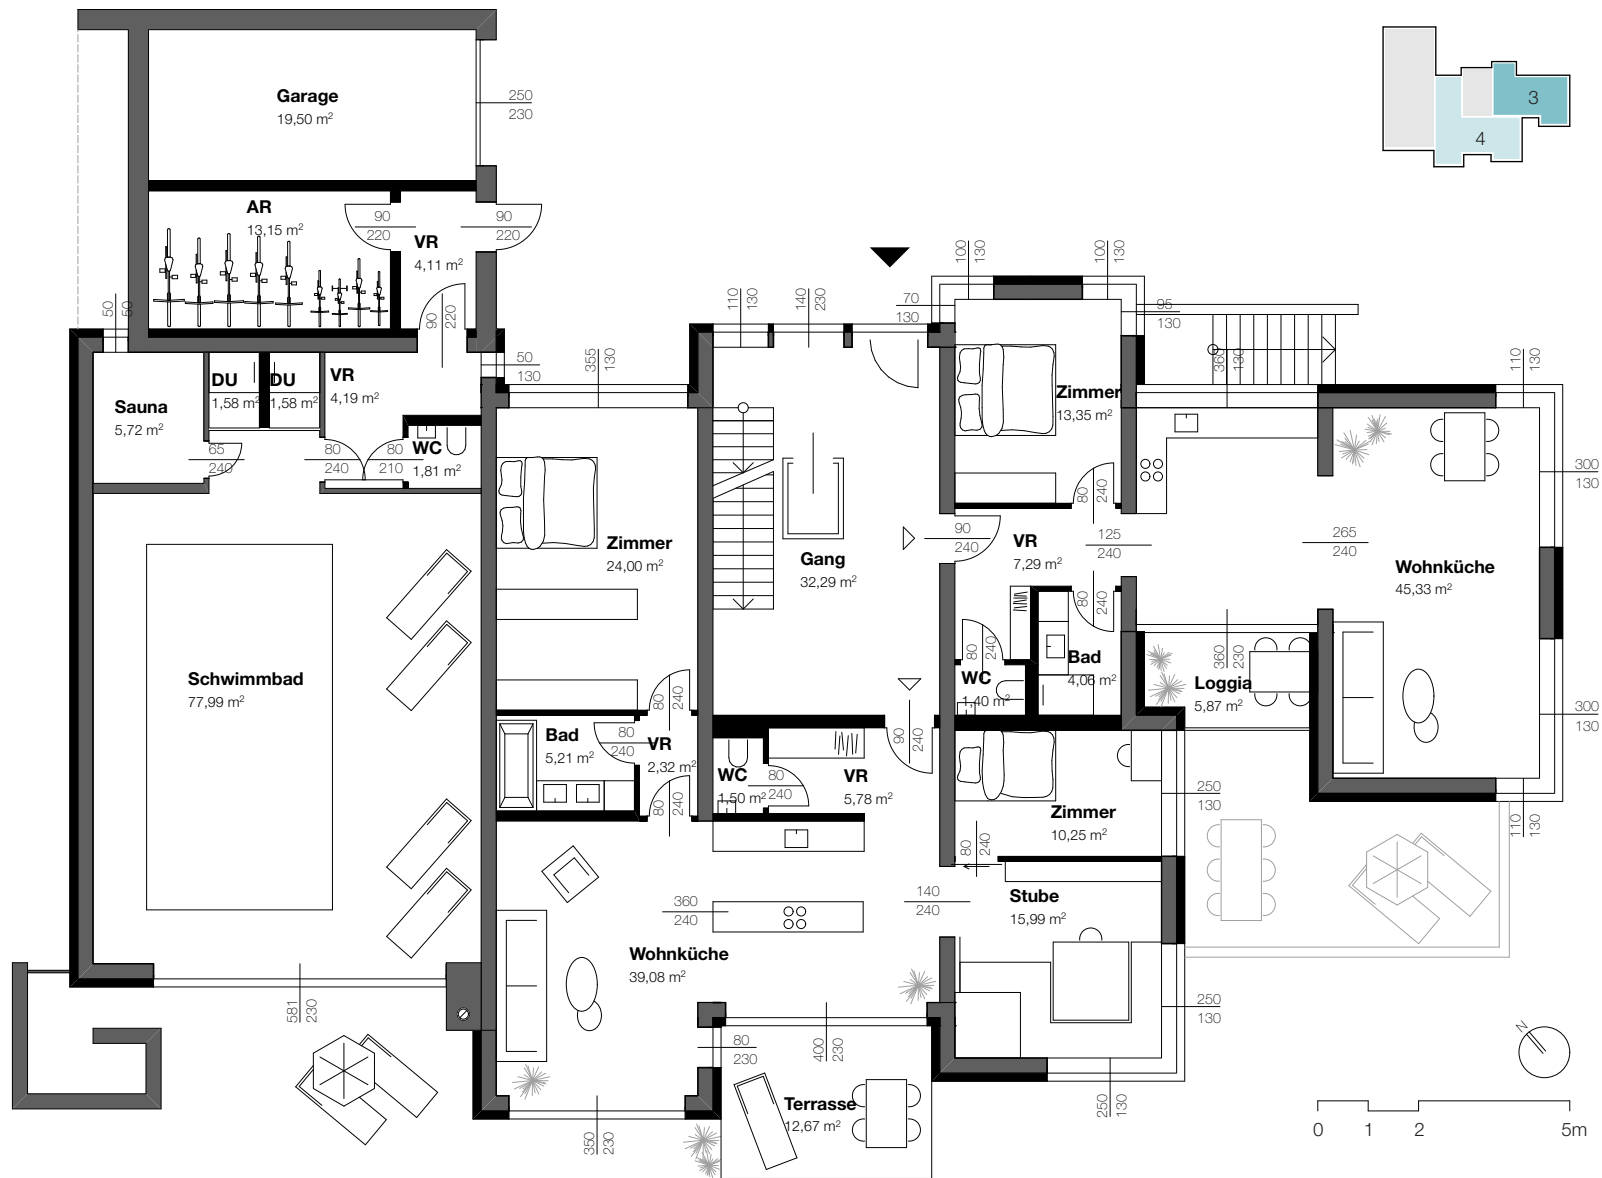 Garage
19,50 m²
250
230
3
4
AR
13,15 m²
90
220
90
220
VR
4,11 m²
90
220
50
50
100
130
100
130
70
130
95
130
110
130
140
230
50
130
355
130
360
130
110
130
DU
1,58 m²
DU
1,58 m²
VR
4,19 m²
Sauna
5,72 m²
65
240
80
240
80
210
WC
1,81 m²
Zimmer
13,35 m²
80
240
300
130
Zimmer
24,00 m²
Gang
32,29 m²
90
240
VR
7,29 m²
125
240
265
240
Wohnküche
45,33 m²
80
240
80
240
Bad
4,06 m²
WC
1,40 m²
360
230
Loggia
5,87 m²
300
130
Schwimmbad
77,99 m²
80
240
Bad
5,21 m²
80
240
VR
2,32 m²
80
240
WC
1,50 m²
80
240
VR
5,78 m²
90
240
Zimmer
10,25 m²
250
130
110
130
80
240
Stube
15,99 m²
140
240
360
240
Wohnküche
39,08 m²
250
130
581
230
80
230
400
230
250
130
350
230
Terrasse
12,67 m²
N
0
1
2
5m